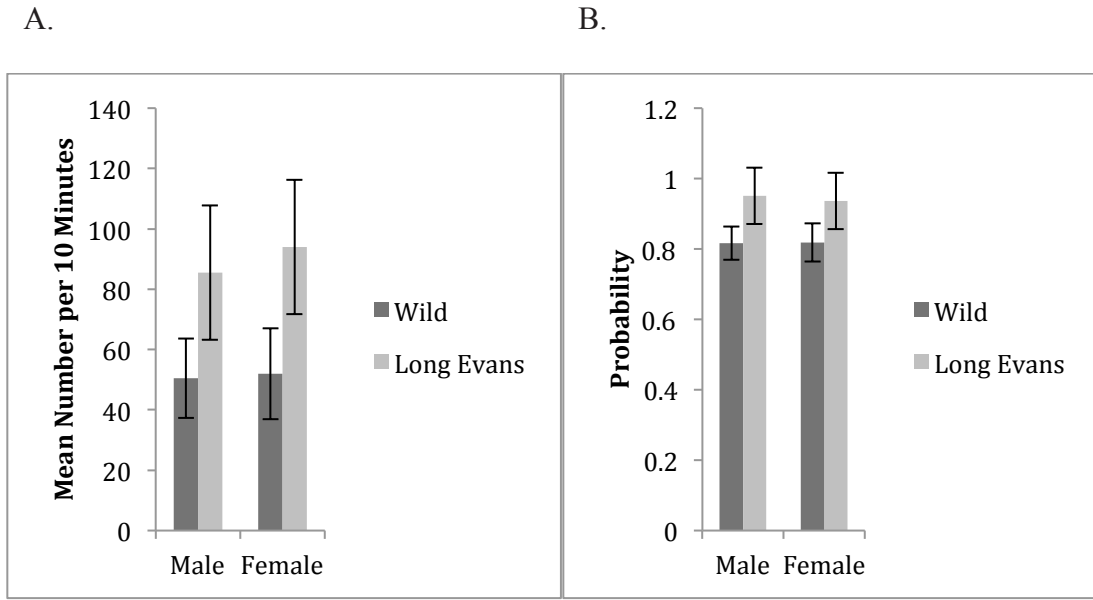 A.
Mean Number per 10 Minutes
140
120
100
80
60
40
20
0
Male Female
Wild
Long Evans
B.
Probability
1.2
1
0.8
0.6
0.4
0.2
0
Male Female
Wild
Long Evans